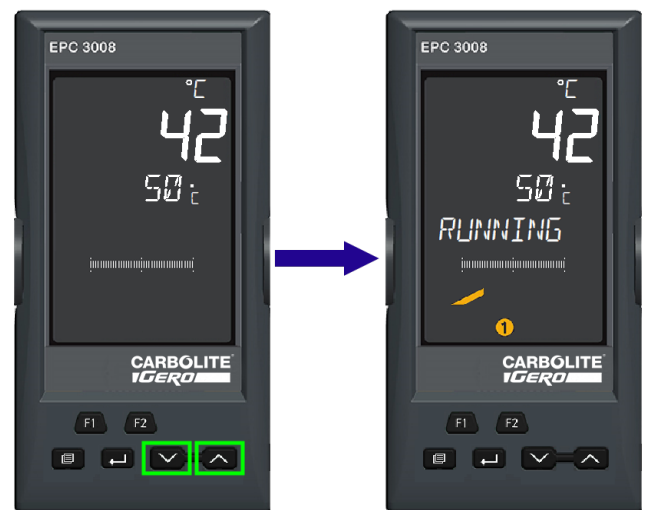 EPC 3008
°C
42
50 °C
CARBOLITE
GERO
F1 F2
EPC 3008
°C
42
50 °C
RUNNING
1
CARBOLITE
GERO
F1 F2